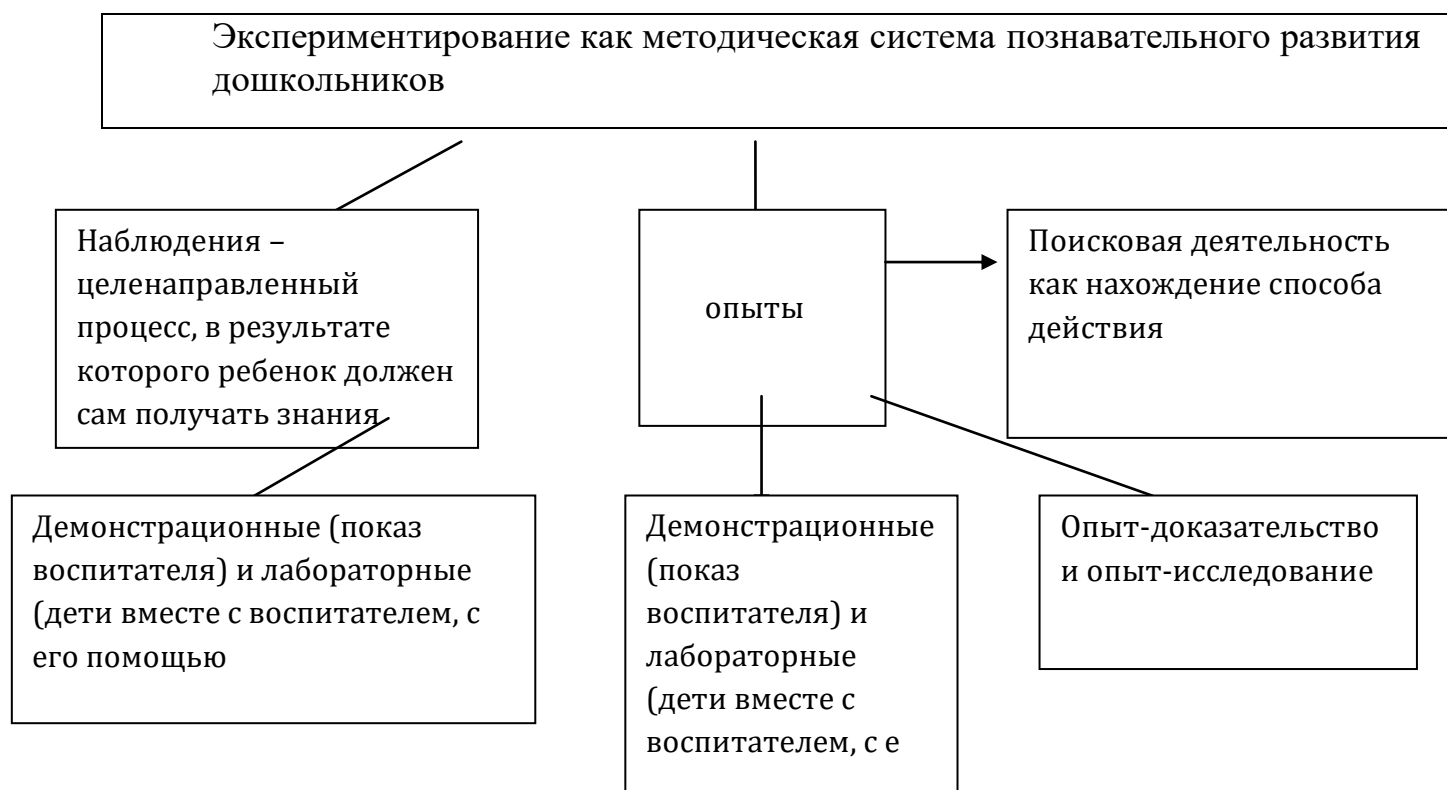 Экспериментирование как методическая система познавательного развития
дошкольников
Наблюдения –
целенаправленный
процесс, в результате
которого ребенок должен
сам получать знания
опыты
Поисковая деятельность
как нахождение способа
действия
Демонстрационные (показ
воспитателя) и лабораторные
(дети вместе с воспитателем, с
его помощью
Демонстрационные
(показ
воспитателя) и
лабораторные
(дети вместе с
воспитателем, с е
Опыт-доказательство
и опыт-исследование